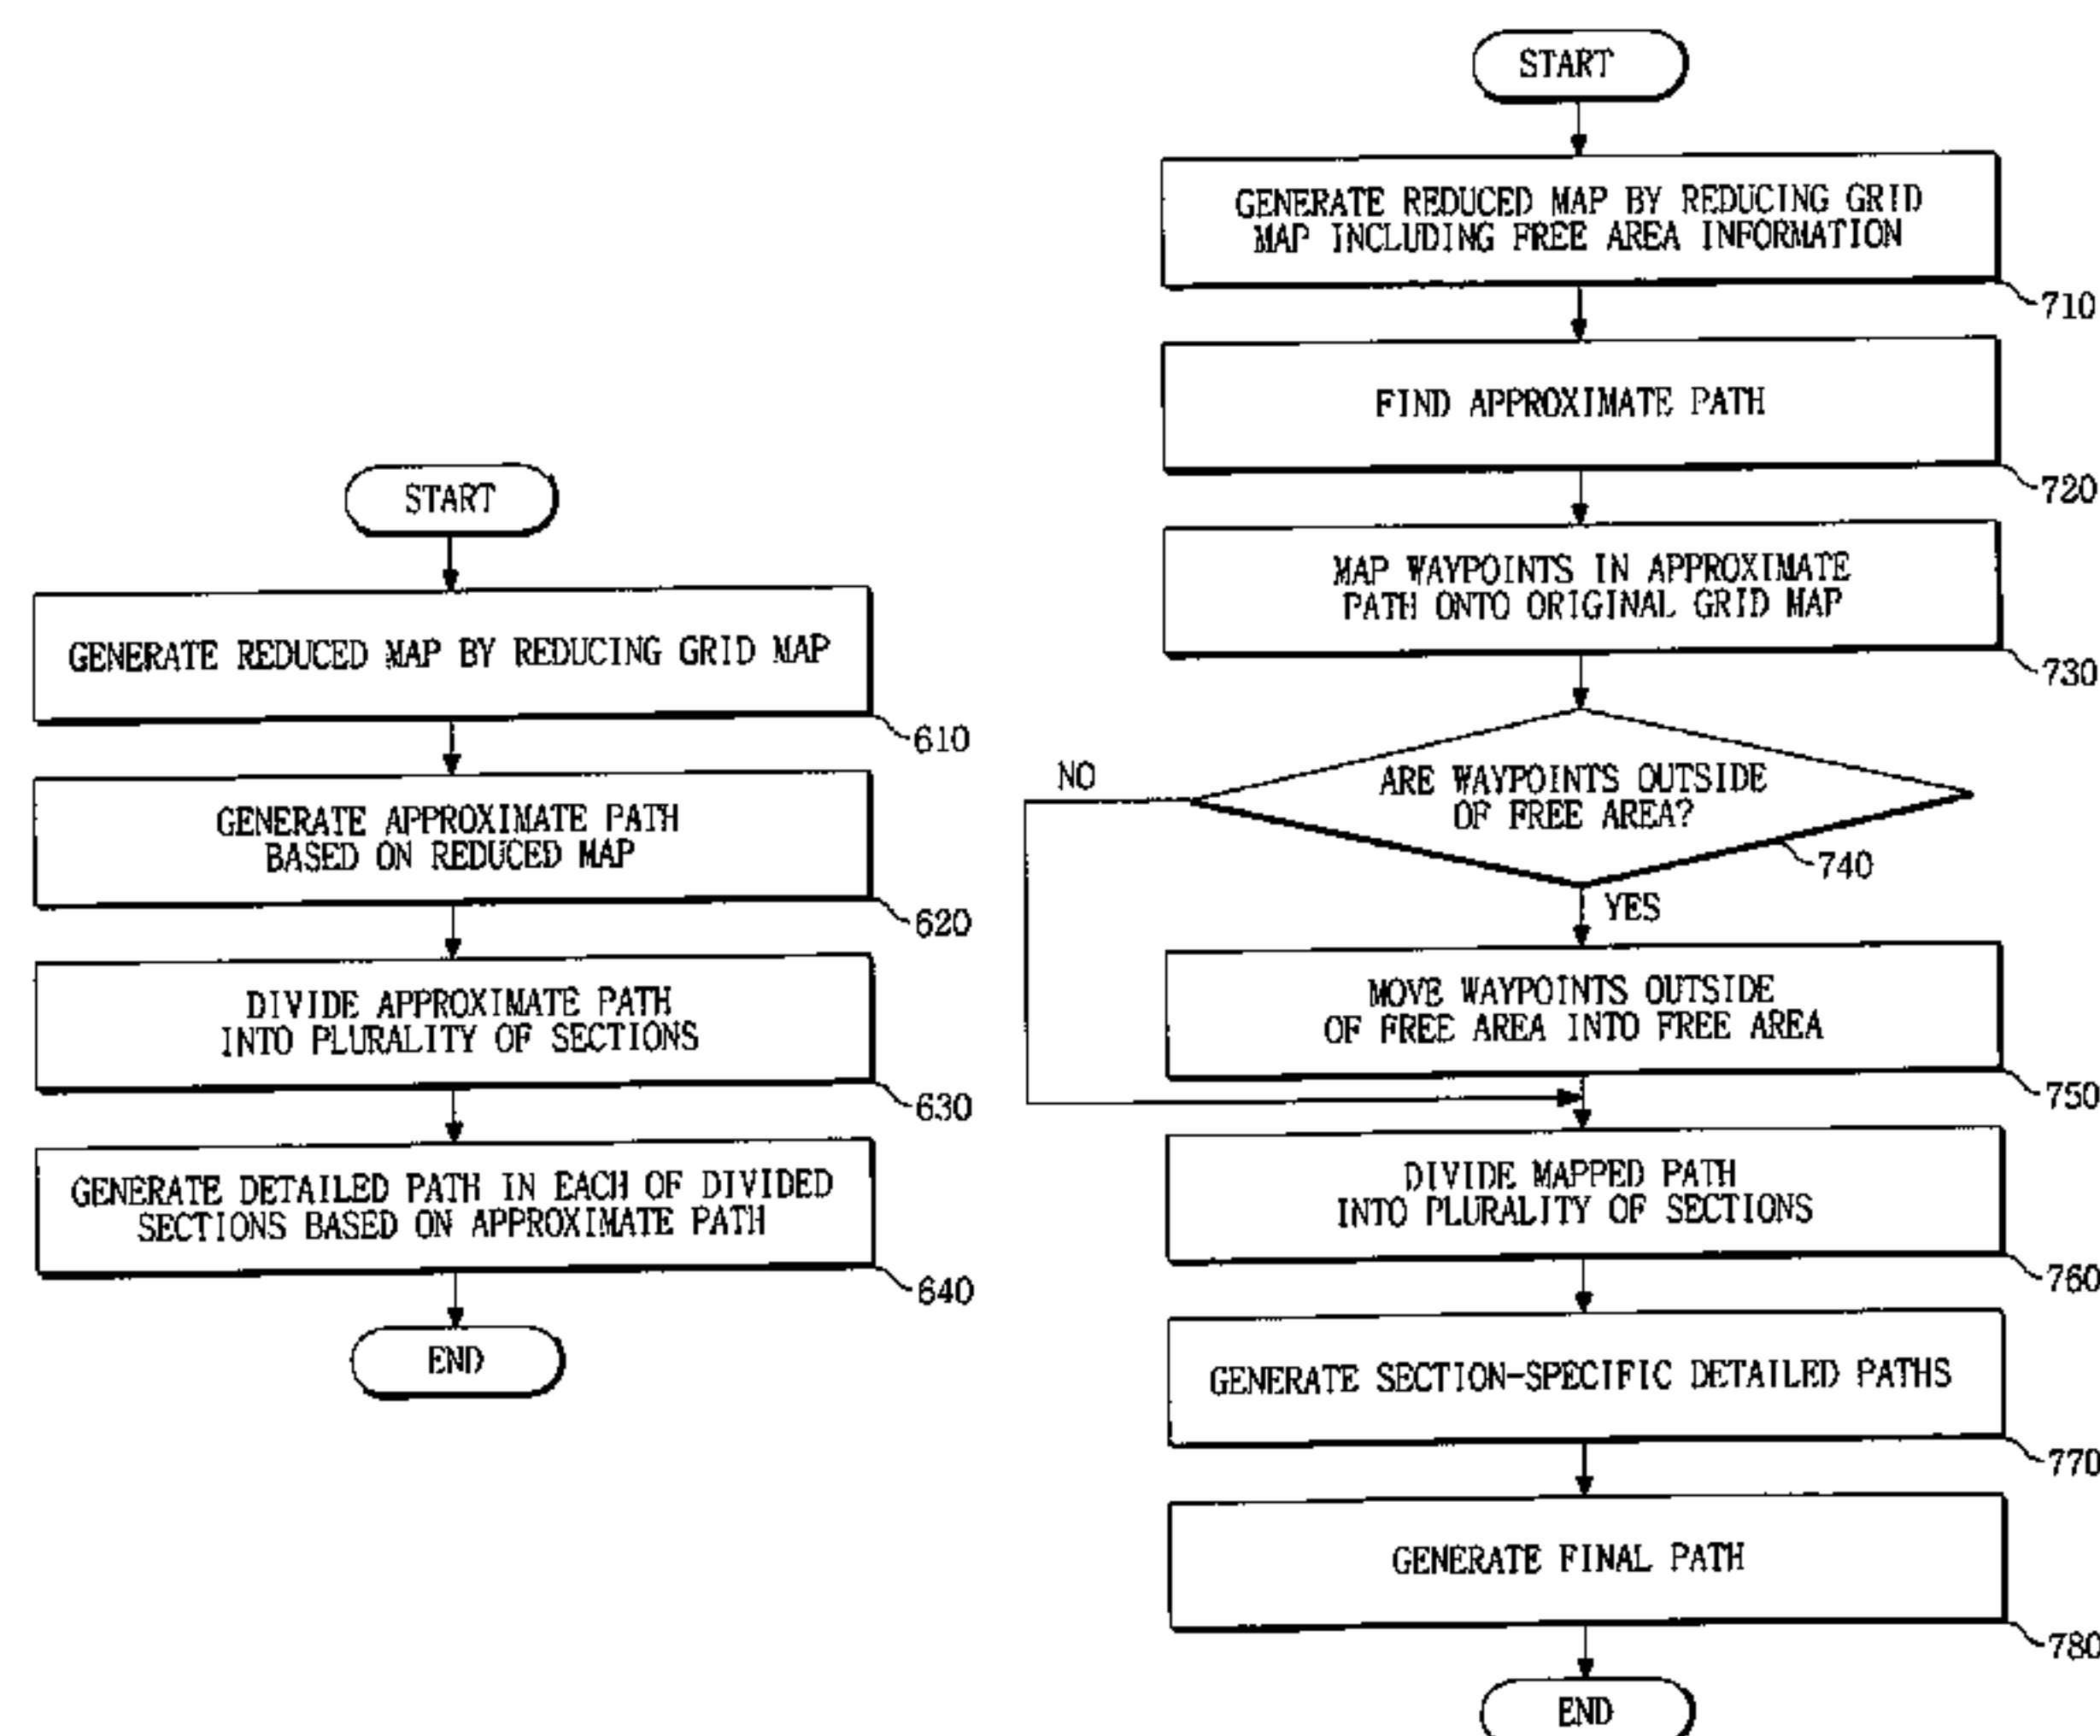 START
GENERATE REDUCED MAP BY REDUCING GRID MAP
610
GENERATE APPROXIMATE PATH
BASED ON REDUCED MAP
620
DIVIDE APPROXIMATE PATH
INTO PLURALITY OF SECTIONS
630
GENERATE DETAILED PATH IN EACH OF DIVIDED
SECTIONS BASED ON APPROXIMATE PATH
640
END
START
GENERATE REDUCED MAP BY REDUCING GRID
MAP INCLUDING FREE AREA INFORMATION
710
FIND APPROXIMATE PATH
720
MAP WAYPOINTS IN APPROXIMATE
PATH ONTO ORIGINAL GRID MAP
730
ARE WAYPOINTS OUTSIDE
OF FREE AREA?
740
NO
YES
MOVE WAYPOINTS OUTSIDE
OF FREE AREA INTO FREE AREA
750
DIVIDE MAPPED PATH
INTO PLURALITY OF SECTIONS
760
GENERATE SECTION-SPECIFIC DETAILED PATHS
770
GENERATE FINAL PATH
780
END